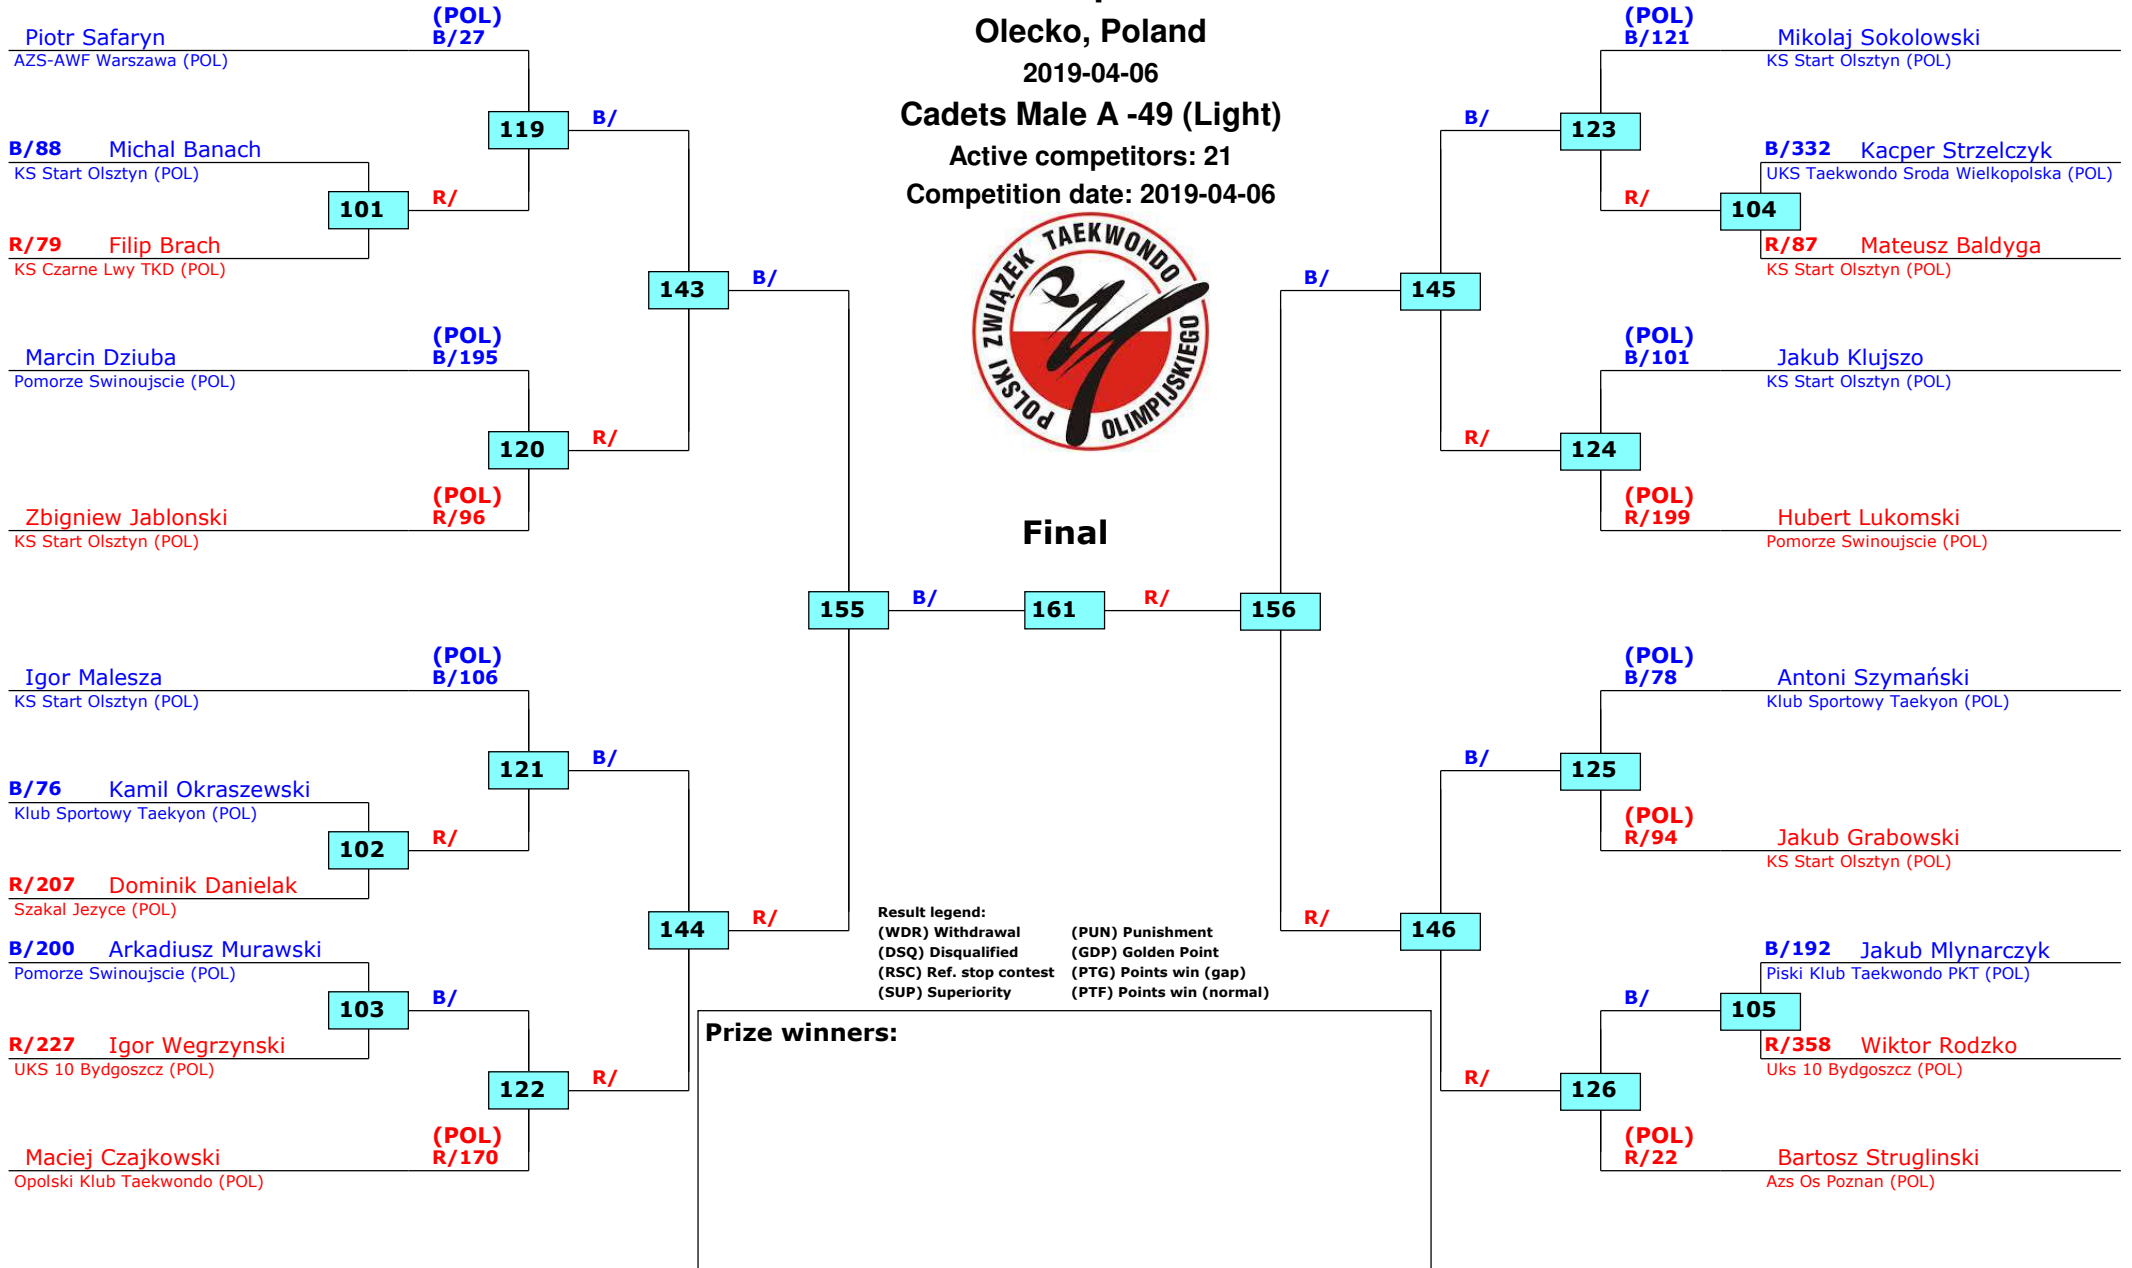 Olecko, Poland
2019-04-06
Cadets Male A -49 (Light)
Active competitors: 21
Competition date: 2019-04-06
POLSKI ZWIĄZEK TAEKWONDO OLIMPIJSKIEGO
(POL)
Piotr Safaryn B/27
AZS-AWF Warszawa (POL)
119
B/
B/88 Michal Banach
KS Start Olsztyn (POL)
101
R/
R/79 Filip Brach
KS Czarne Lwy TKD (POL)
143
B/
(POL)
Marcin Dziuba B/195
Pomorze Swinoujscie (POL)
120
R/
(POL)
Zbigniew Jablonski R/96
KS Start Olsztyn (POL)
155
B/
(POL)
Igor Malesza B/106
KS Start Olsztyn (POL)
121
B/
B/76 Kamil Okraszewski
Klub Sportowy Taekyon (POL)
102
R/
R/207 Dominik Danielak
Szakal Jezyce (POL)
144
R/
B/200 Arkadiusz Murawski
Pomorze Swinoujscie (POL)
103
B/
R/227 Igor Wegrzynski
UKS 10 Bydgoszcz (POL)
122
R/
(POL)
Maciej Czajkowski R/170
Opolski Klub Taekwondo (POL)
Final
161
R/
156
(POL)
B/121 Mikolaj Sokolowski
KS Start Olsztyn (POL)
B/
123
B/332 Kacper Strzelczyk
UKS Taekwondo Sroda Wielkopolska (POL)
R/
104
R/87 Mateusz Baldyga
KS Start Olsztyn (POL)
B/
145
(POL)
B/101 Jakub Klujszo
KS Start Olsztyn (POL)
R/
124
(POL)
R/199 Hubert Lukomski
Pomorze Swinoujscie (POL)
(POL)
B/78 Antoni Szymański
Klub Sportowy Taekyon (POL)
B/
125
(POL)
R/94 Jakub Grabowski
KS Start Olsztyn (POL)
R/
146
B/192 Jakub Mlynarczyk
Piski Klub Taekwondo PKT (POL)
B/
105
R/358 Wiktor Rodzko
Uks 10 Bydgoszcz (POL)
R/
126
(POL)
R/22 Bartosz Struglinski
Azs Os Poznan (POL)
Result legend:
(WDR) Withdrawal (PUN) Punishment
(DSQ) Disqualified (GDP) Golden Point
(RSC) Ref. stop contest (PTG) Points win (gap)
(SUP) Superiority (PTF) Points win (normal)
Prize winners: